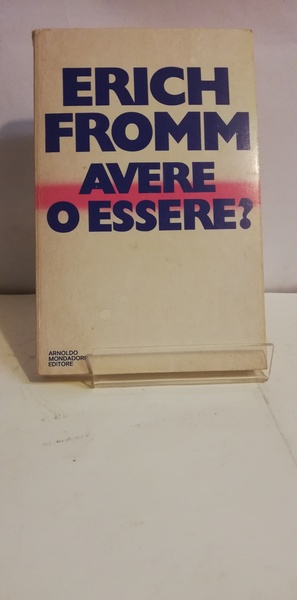 ERICH
FROMM
AVERE
O ESSERE?
ARNOLDO
MONDADORI
EDITORE